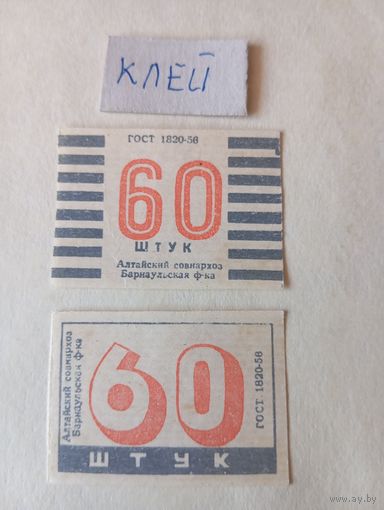 КЛЕЙ
ГОСТ 1820-56
60
ШТУК
Алтайский совнархоз
Барнаульская ф-ка
Алтайский совнархоз
Барнаульская ф-ка
60
ГОСТ 1820-56
ШТУК
ay.by